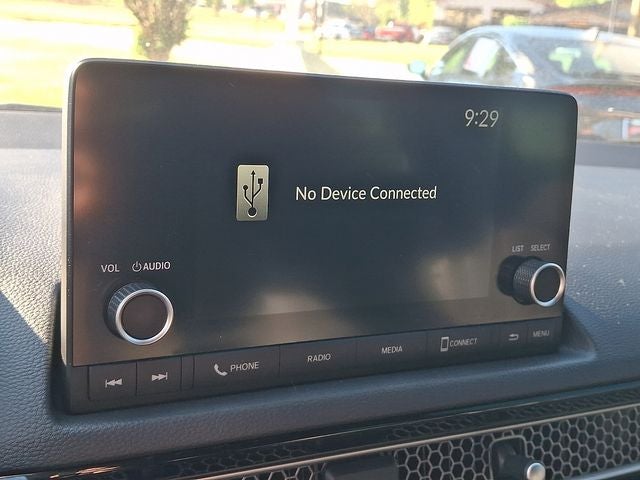 9:29
No Device Connected
VOL AUDIO
LIST SELECT
PHONE RADIO MEDIA CONNECT MENU